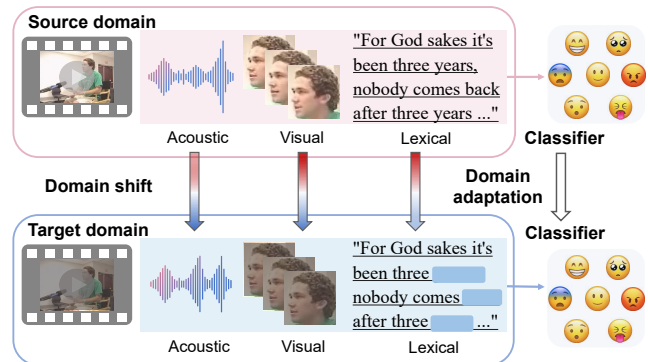 Source domain
"For God sakes it's
been three years,
nobody comes back
after three years ..."
Acoustic
Visual
Lexical
Classifier
Domain shift
Domain
adaptation
Target domain
Classifier
"For God sakes it's
been three
nobody comes
after three ..."
Acoustic
Visual
Lexical